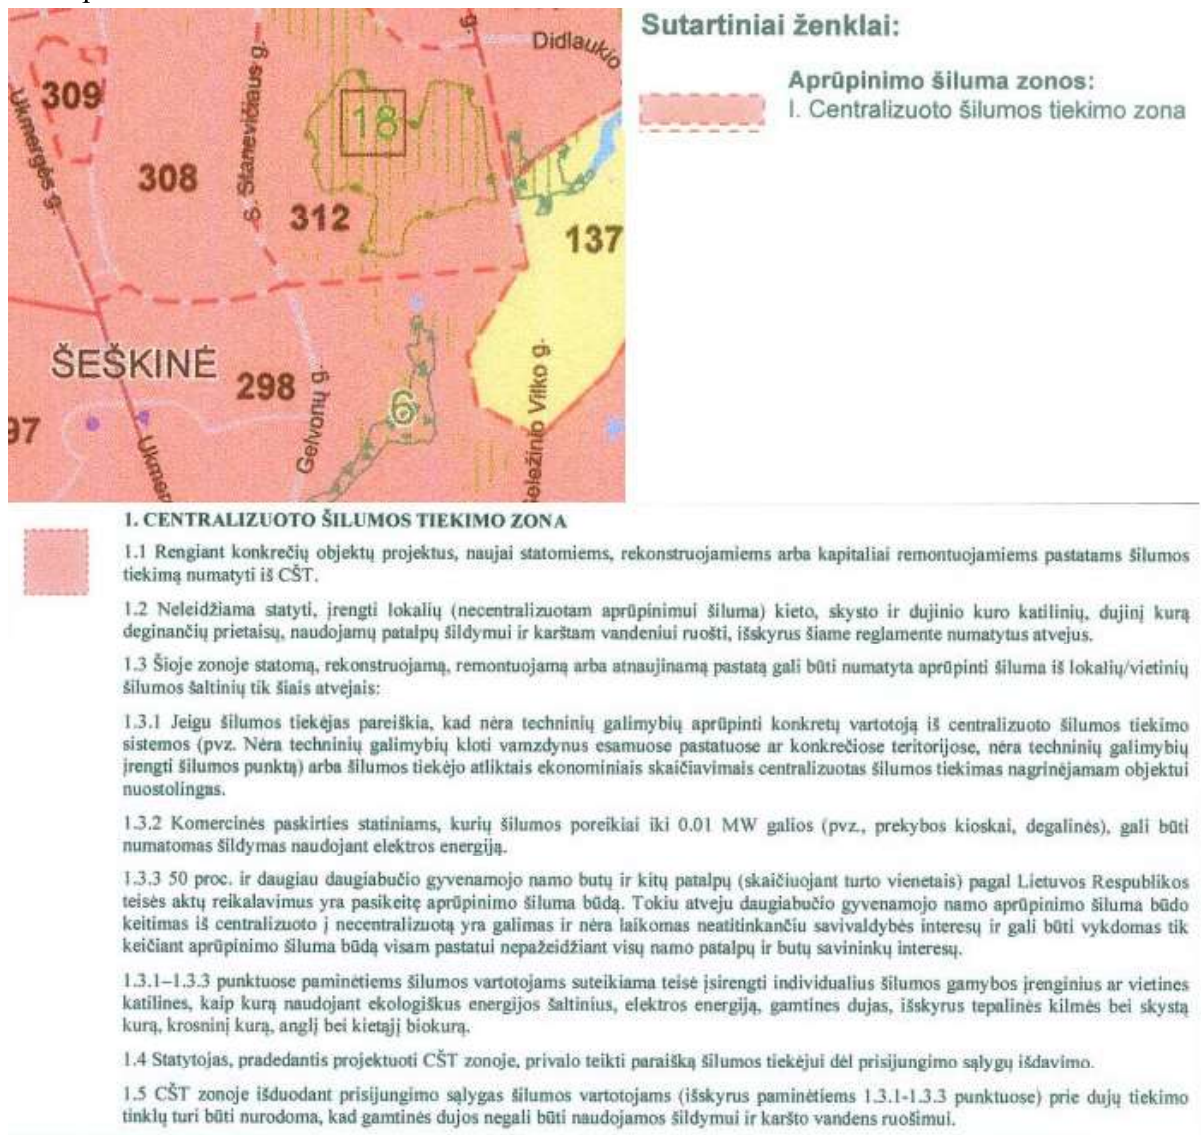 Sutartiniai ženklai:
Didlaukio
g.
Aprūpinimo šiluma zonos:
I. Centralizuoto šilumos tiekimo zona
309
Ukmergės g.
S. Stanevičiaus g.
18
308
312
137
ŠEŠKINĖ
298
Gelvonų g.
6
97
1. CENTRALIZUOTO ŠILUMOS TIEKIMO ZONA
1.1 Rengiant konkrečių objektų projektus, naujai statomiems, rekonstruojamiems arba kapitaliai remontuojamiems pastatams šilumos
tiekimą numatyti iš CŠT.
1.2 Neleidžiama statyti, įrengti lokalių (necentralizuotam aprūpinimui šiluma) kieto, skysto ir dujinio kuro katilinių, dujinį kurą
deginančių prietaisų, naudojamų patalpų šildymui ir karštam vandeniui ruošti, išskyrus šiame reglamente numatytus atvejus.
1.3 Šioje zonoje statomą, rekonstruojamą, remontuojamą arba atnaujinamą pastatą gali būti numatyta aprūpinti šiluma iš lokalių/vietinių
šilumos šaltinių tik šiais atvejais:
1.3.1 Jeigu šilumos tiekėjas pareiškia, kad nėra techninių galimybių aprūpinti konkretų vartotoją iš centralizuoto šilumos tiekimo
sistemos (pvz. Nėra techninių galimybių kloti vamzdynus esamuose pastatuose ar konkrečiose teritorijose, nėra techninių galimybių
įrengti šilumos punktą) arba šilumos tiekėjo atliktais ekonominiais skaičiavimais centralizuotas šilumos tiekimas nagrinėjamam objektui
nuostolingas.
1.3.2 Komercinės paskirties statiniams, kurių šilumos poreikiai iki 0.01 MW galios (pvz., prekybos kioskai, degalinės), gali būti
numatomas šildymas naudojant elektros energiją.
1.3.3 50 proc. ir daugiau daugiabučio gyvenamojo namo butų ir kitų patalpų (skaičiuojant turto vienetais) pagal Lietuvos Respublikos
teisės aktų reikalavimus yra pasikeitę aprūpinimo šiluma būdą. Tokiu atveju daugiabučio gyvenamojo namo aprūpinimo šiluma būdo
keitimas iš centralizuoto į necentralizuotą yra galimas ir nėra laikomas neatitinkančiu savivaldybės interesų ir gali būti vykdomas tik
keičiant aprūpinimo šiluma būdą visam pastatui nepažeidžiant visų namo patalpų ir butų savininkų interesų.
1.3.1–1.3.3 punktuose paminėtiems šilumos vartotojams suteikiama teisė įsirengti individualius šilumos gamybos įrenginius ar vietines
katilines, kaip kurą naudojant ekologiškus energijos šaltinius, elektros energiją, gamtines dujas, išskyrus tepalinės kilmės bei skystą
kurą, krosninį kurą, anglį bei kietąjį biokurą.
1.4 Statytojas, pradedantis projektuoti CŠT zonoje, privalo teikti paraišką šilumos tiekėjui dėl prisijungimo sąlygų išdavimo.
1.5 CŠT zonoje išduodant prisijungimo sąlygas šilumos vartotojams (išskyrus paminėtiems 1.3.1-1.3.3 punktuose) prie dujų tiekimo
tinklų turi būti nurodoma, kad gamtinės dujos negali būti naudojamos šildymui ir karšto vandens ruošimui.